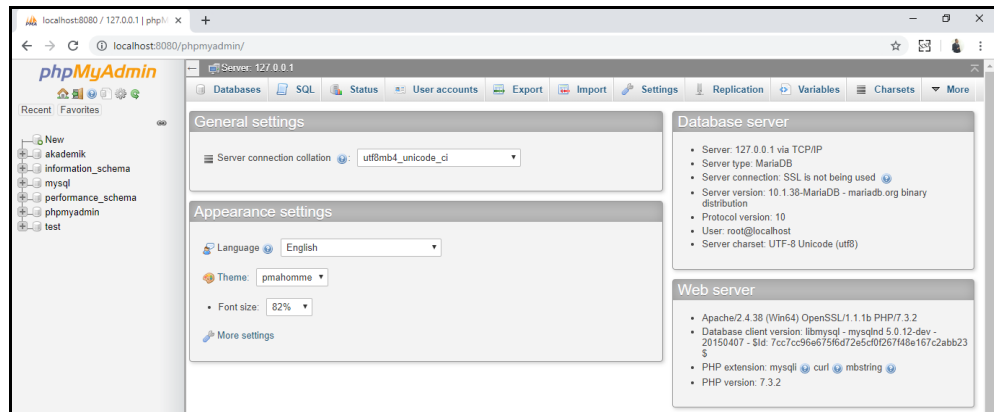 localhost:8080 / 127.0.0.1 | phpM
localhost:8080/phpmyadmin/
phpMyAdmin
Recent Favorites
New
akademik
information_schema
mysql
performance_schema
phpmyadmin
test
Server: 127.0.0.1
Databases SQL Status User accounts Export Import Settings Replication Variables Charsets More
General settings
Server connection collation : utf8mb4_unicode_ci
Appearance settings
Language English
Theme: pmahomme
• Font size: 82%
More settings
Database server
• Server: 127.0.0.1 via TCP/IP
• Server type: MariaDB
• Server connection: SSL is not being used
• Server version: 10.1.38-MariaDB - mariadb.org binary
distribution
• Protocol version: 10
• User: root@localhost
• Server charset: UTF-8 Unicode (utf8)
Web server
• Apache/2.4.38 (Win64) OpenSSL/1.1.1b PHP/7.3.2
• Database client version: libmysql - mysqlnd 5.0.12-dev -
20150407 - $Id: 7cc7cc96e675f6d72e5cf0f267f48e167c2abb23
$
• PHP extension: mysqli curl mbstring
• PHP version: 7.3.2